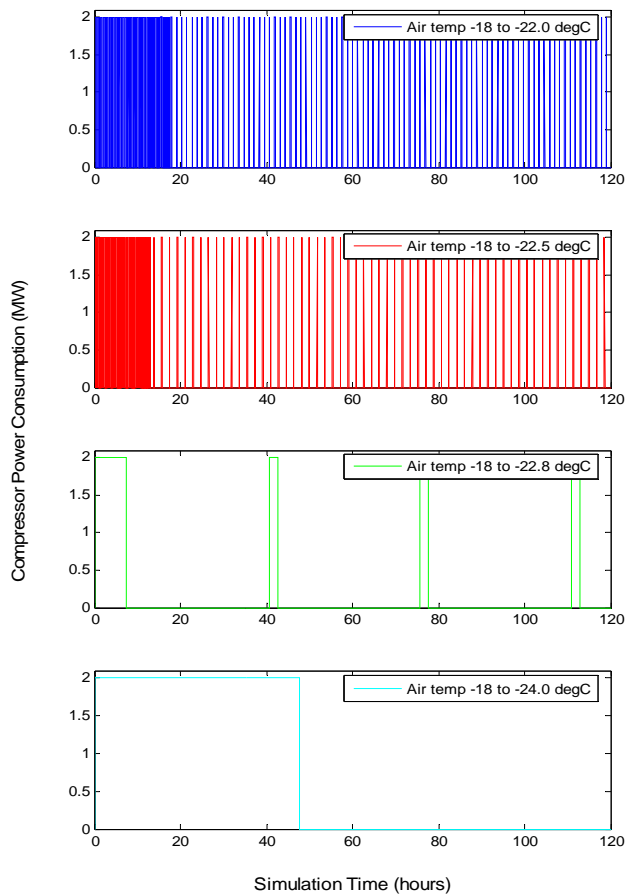 2
Air temp -18 to -22.0 degC
1.5
1
0.5
0
0 20 40 60 80 100 120
2
Air temp -18 to -22.5 degC
1.5
1
0.5
0
0 20 40 60 80 100 120
Compressor Power Consumption (MW)
2
Air temp -18 to -22.8 degC
1.5
1
0.5
0
0 20 40 60 80 100 120
2
Air temp -18 to -24.0 degC
1.5
1
0.5
0
0 20 40 60 80 100 120
Simulation Time (hours)